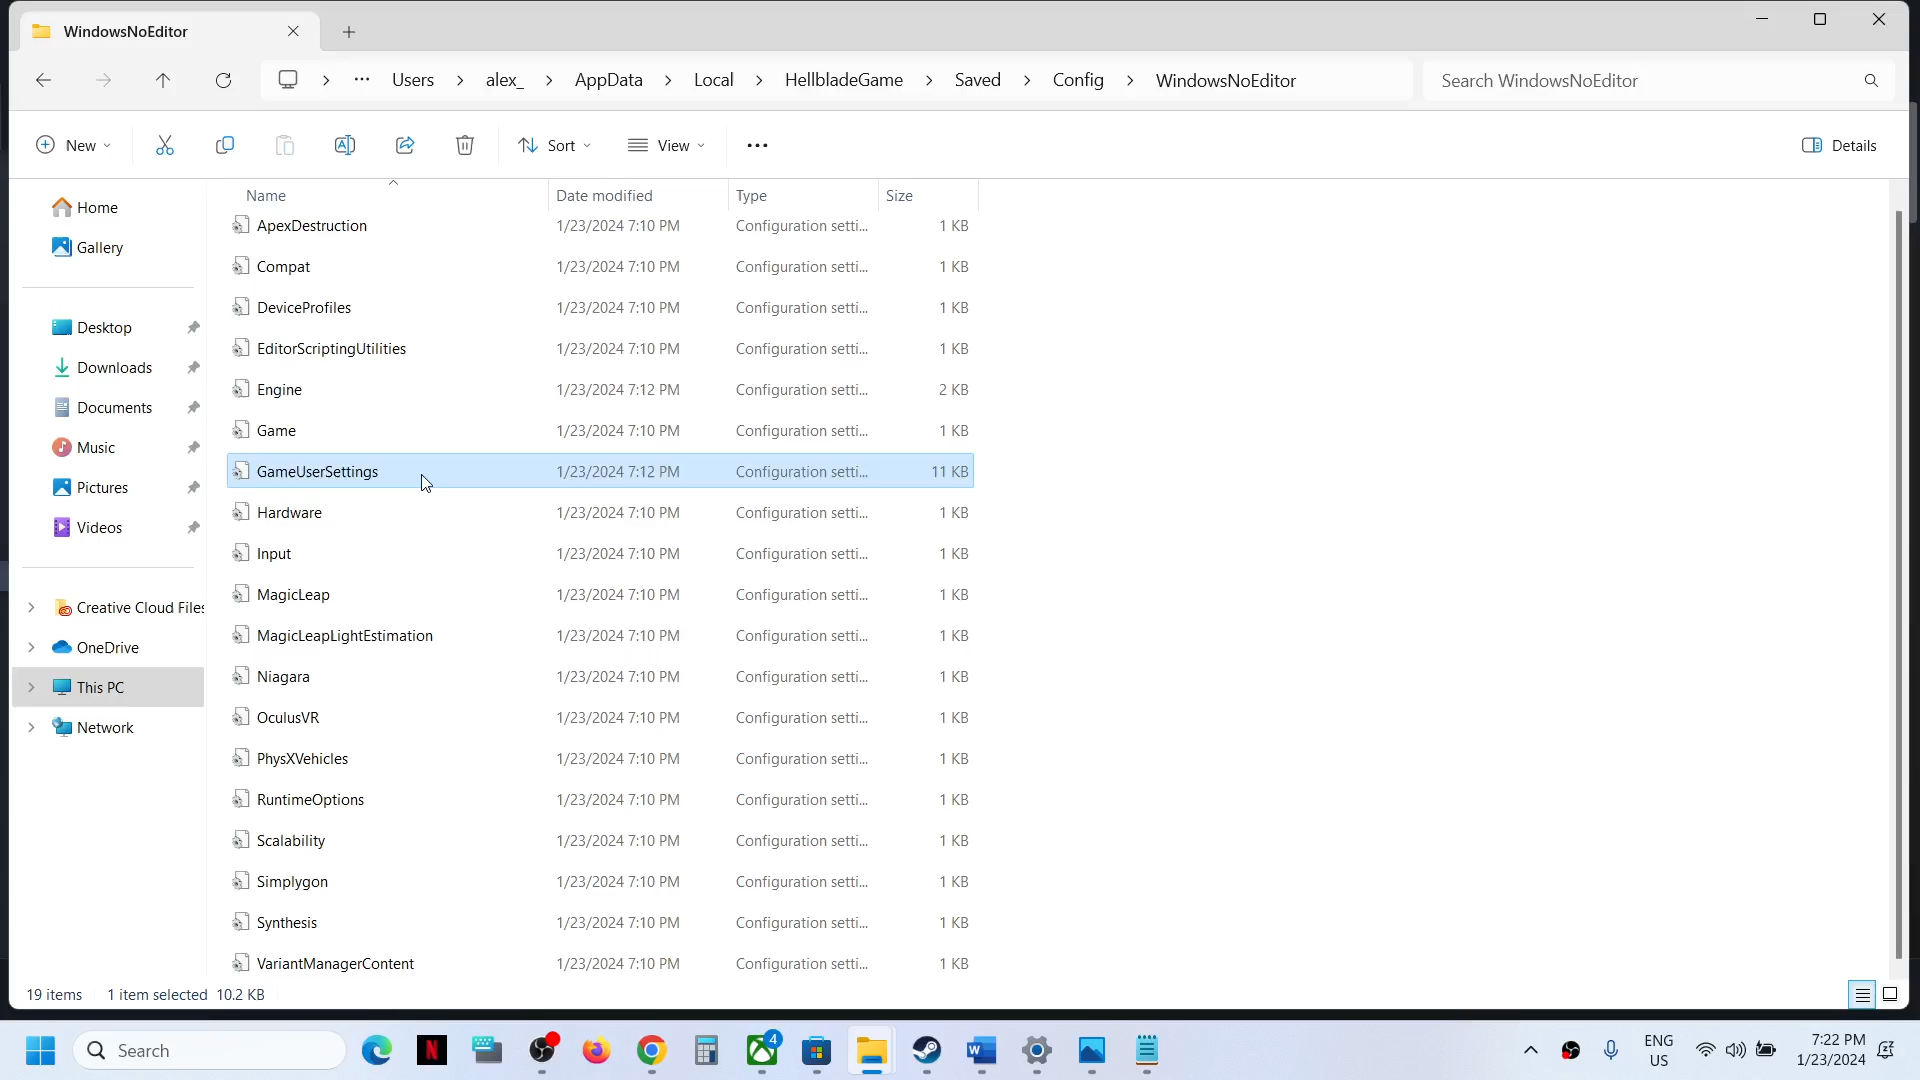 WindowsNoEditor
Users > alex_ > AppData > Local > HellbladeGame > Saved > Config > WindowsNoEditor
Search WindowsNoEditor
New
Sort
View
Details
Name Date modified Type Size
ApexDestruction 1/23/2024 7:10 PM Configuration setti... 1 KB
Compat 1/23/2024 7:10 PM Configuration setti... 1 KB
DeviceProfiles 1/23/2024 7:10 PM Configuration setti... 1 KB
EditorScriptingUtilities 1/23/2024 7:10 PM Configuration setti... 1 KB
Engine 1/23/2024 7:12 PM Configuration setti... 2 KB
Game 1/23/2024 7:10 PM Configuration setti... 1 KB
GameUserSettings 1/23/2024 7:12 PM Configuration setti... 11 KB
Hardware 1/23/2024 7:10 PM Configuration setti... 1 KB
Input 1/23/2024 7:10 PM Configuration setti... 1 KB
MagicLeap 1/23/2024 7:10 PM Configuration setti... 1 KB
MagicLeapLightEstimation 1/23/2024 7:10 PM Configuration setti... 1 KB
Niagara 1/23/2024 7:10 PM Configuration setti... 1 KB
OculusVR 1/23/2024 7:10 PM Configuration setti... 1 KB
PhysXVehicles 1/23/2024 7:10 PM Configuration setti... 1 KB
RuntimeOptions 1/23/2024 7:10 PM Configuration setti... 1 KB
Scalability 1/23/2024 7:10 PM Configuration setti... 1 KB
Simplygon 1/23/2024 7:10 PM Configuration setti... 1 KB
Synthesis 1/23/2024 7:10 PM Configuration setti... 1 KB
VariantManagerContent 1/23/2024 7:10 PM Configuration setti... 1 KB
Home
Gallery
Desktop
Downloads
Documents
Music
Pictures
Videos
Creative Cloud Files
OneDrive
This PC
Network
19 items 1 item selected 10.2 KB
Search
N
4
W
ENG
US
7:22 PM
1/23/2024